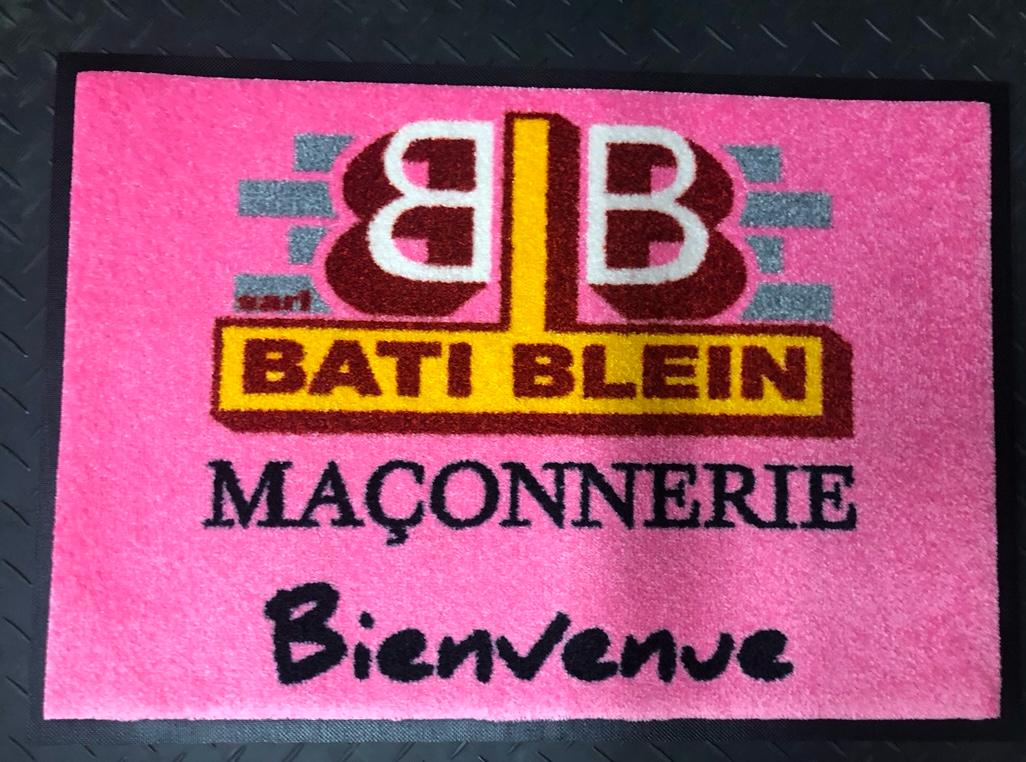 BB
sarl
BATI BLEIN
MAÇONNERIE
Bienvenue